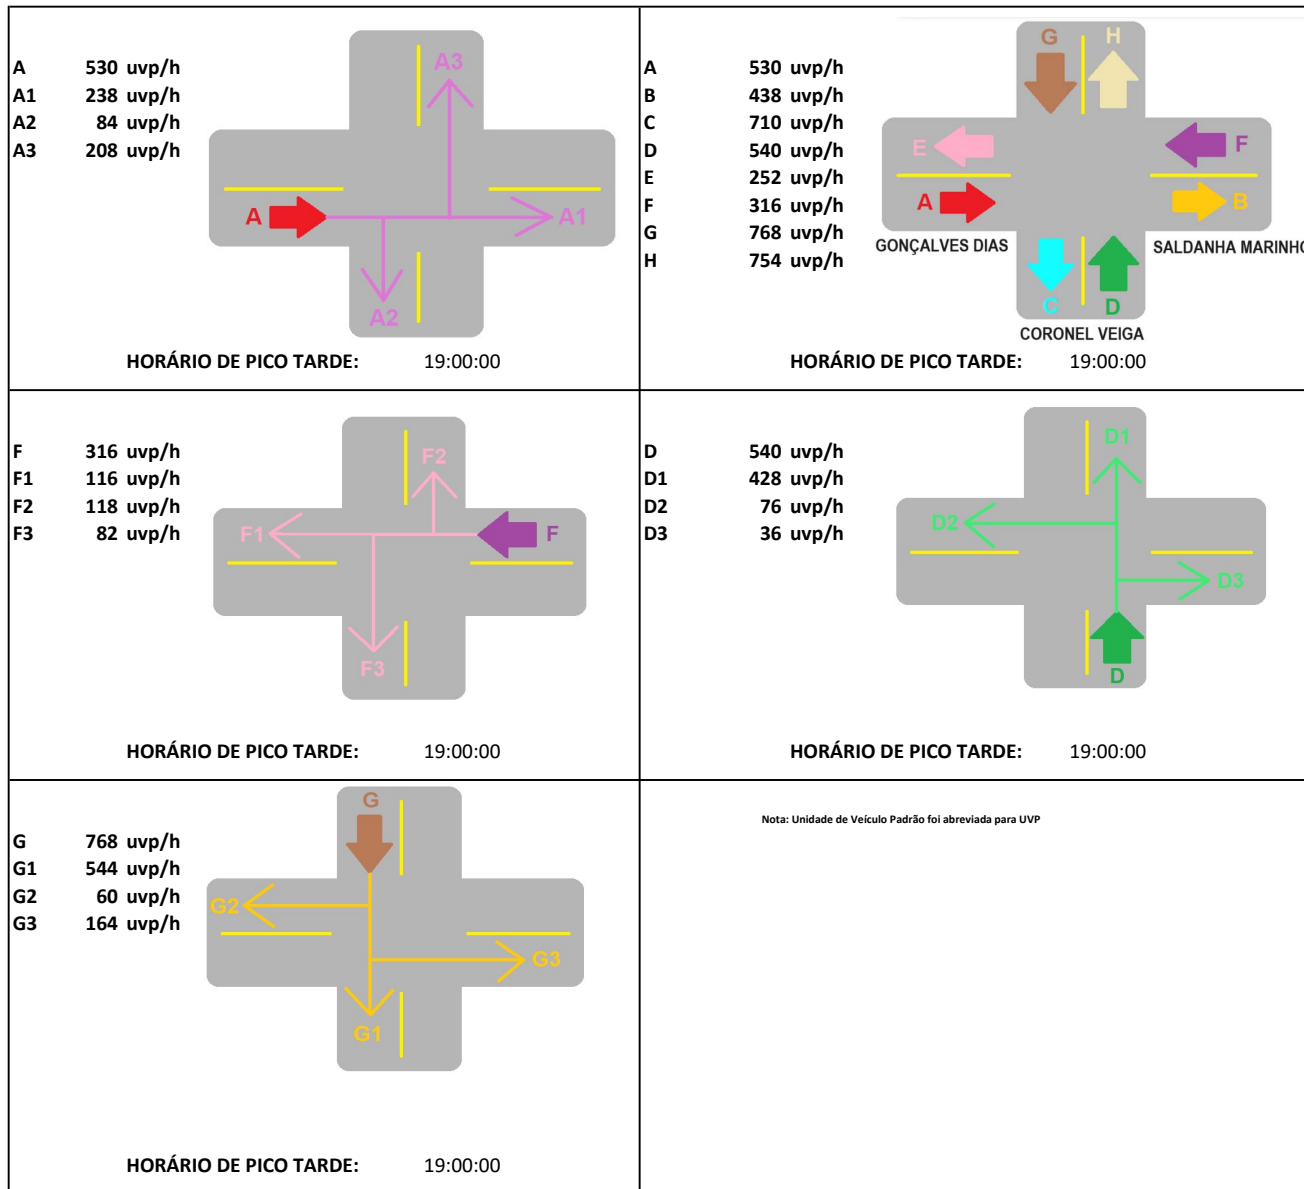 A 530 uvp/h
A1 238 uvp/h
A2 84 uvp/h
A3 208 uvp/h
A3
A
A1
A2
HORÁRIO DE PICO TARDE: 19:00:00
A 530 uvp/h
B 438 uvp/h
C 710 uvp/h
D 540 uvp/h
E 252 uvp/h
F 316 uvp/h
G 768 uvp/h
H 754 uvp/h
G H
E F
A B
GONÇALVES DIAS SALDANHA MARINHO
C D
CORONEL VEIGA
HORÁRIO DE PICO TARDE: 19:00:00
F 316 uvp/h
F1 116 uvp/h
F2 118 uvp/h
F3 82 uvp/h
F2
F1 F
F3
HORÁRIO DE PICO TARDE: 19:00:00
D 540 uvp/h
D1 428 uvp/h
D2 76 uvp/h
D3 36 uvp/h
D1
D2
D3
D
HORÁRIO DE PICO TARDE: 19:00:00
G 768 uvp/h
G1 544 uvp/h
G2 60 uvp/h
G3 164 uvp/h
G
G2
G3
G1
HORÁRIO DE PICO TARDE: 19:00:00
Nota: Unidade de Veículo Padrão foi abreviada para UVP